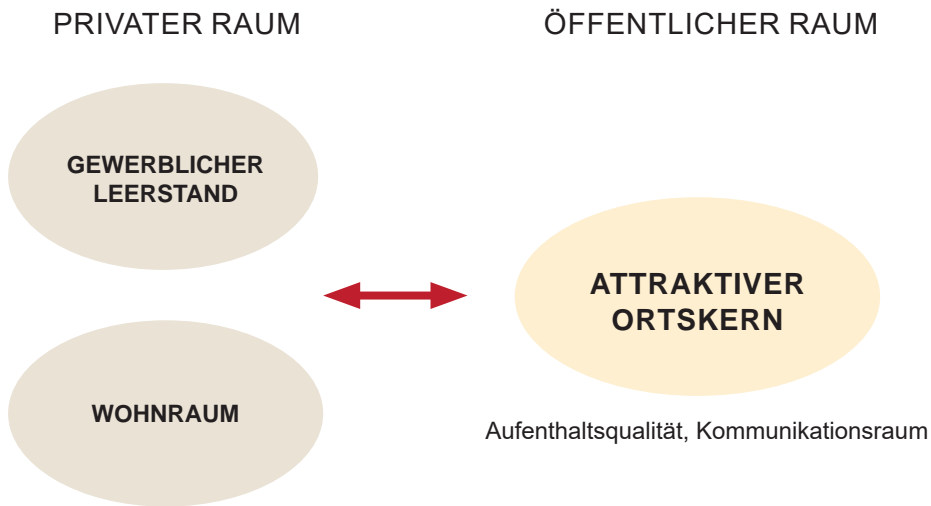 PRIVATER RAUM
ÖFFENTLICHER RAUM
GEWERBLICHER
LEERSTAND
ATTRAKTIVER
ORTSKERN
WOHNRAUM
Aufenthaltsqualität, Kommunikationsraum